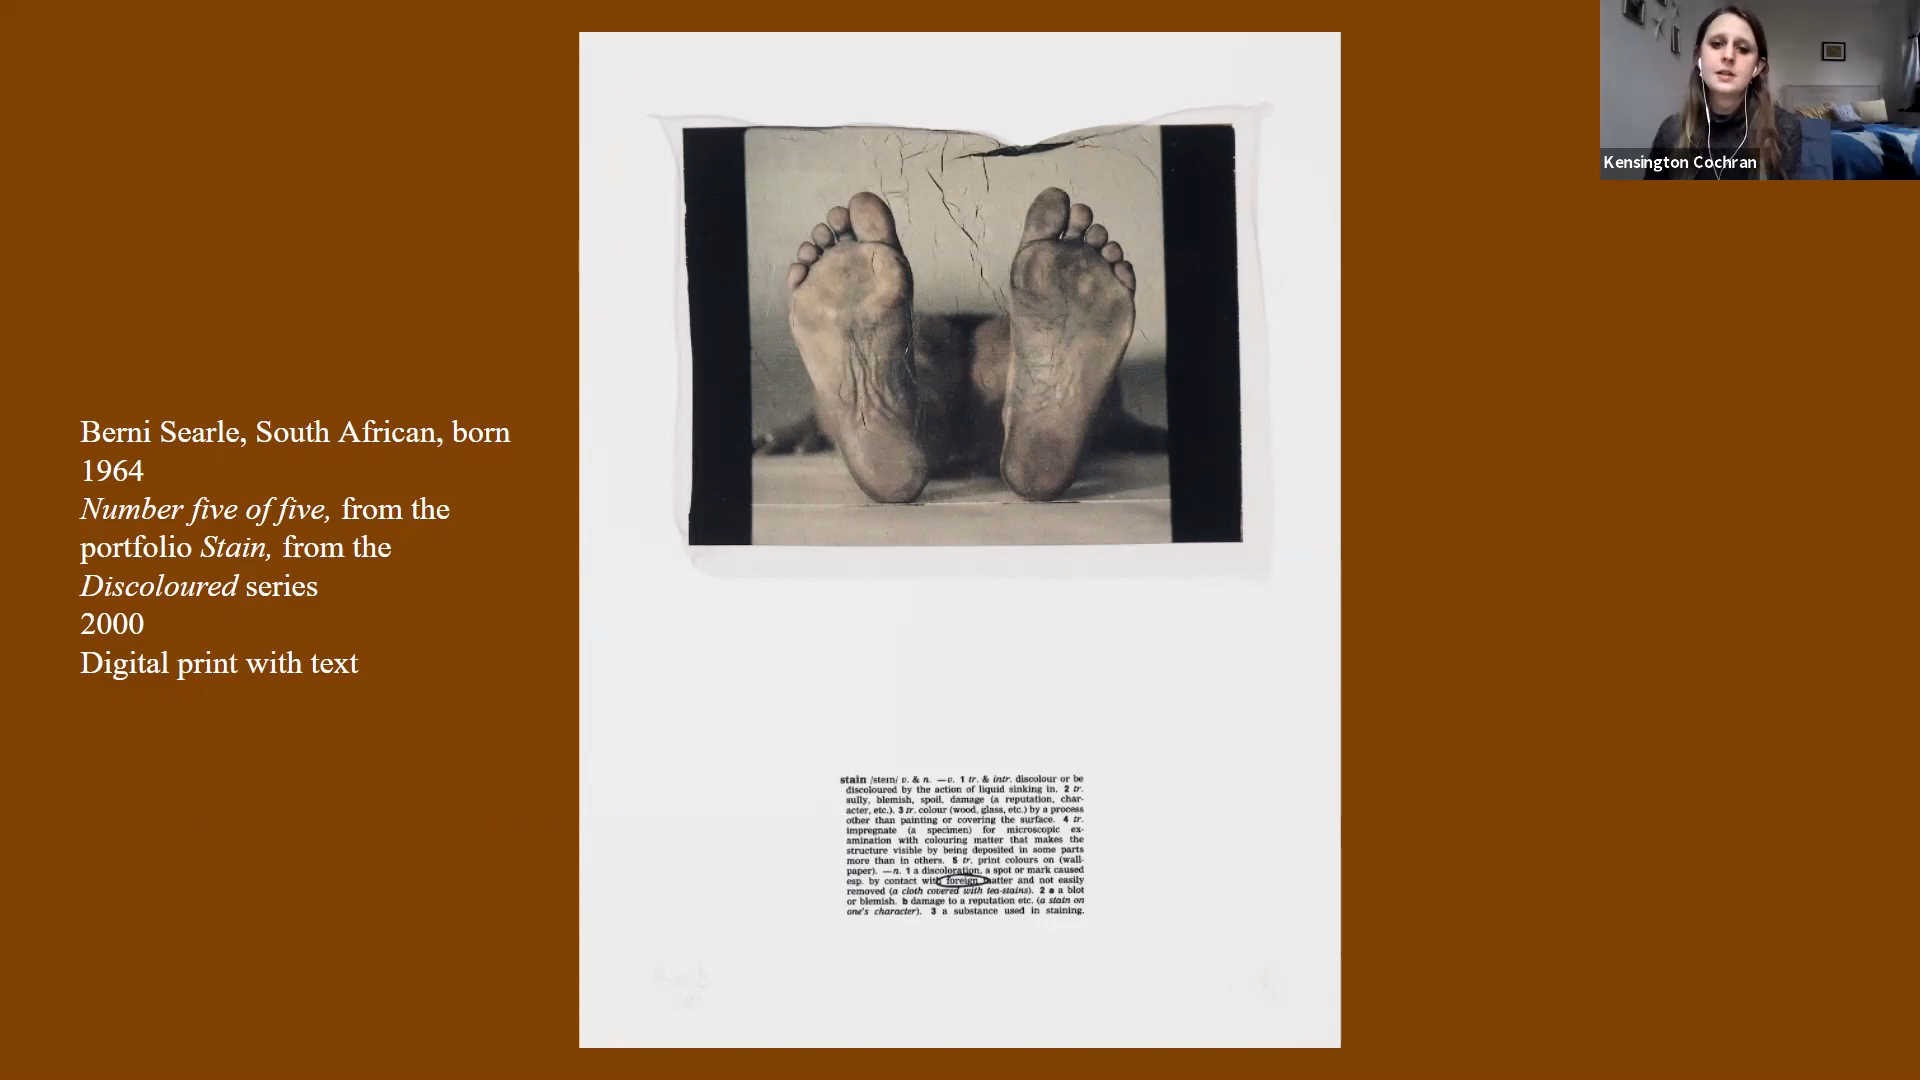 Kensington Cochran
Berni Searle, South African, born
1964
Number five of five, from the
portfolio Stain, from the
Discoloured series
2000
Digital print with text
stain /steɪn/ v. & n. —v. 1 tr. & intr. discolour or be
discoloured by the action of liquid sinking in. 2 tr.
sully, blemish, spoil, damage (a reputation, char-
acter, etc.). 3 tr. colour (wood, glass, etc.) by a process
other than painting or covering the surface. 4 tr.
impregnate (a specimen) for microscopic ex-
amination with colouring matter that makes the
structure visible by being deposited in some parts
more than in others. 5 tr. print colours on (wall-
paper). —n. 1 a discoloration, a spot or mark caused
esp. by contact with foreign matter and not easily
removed (a cloth covered with tea-stains). 2 a a blot
or blemish. b damage to a reputation etc. (a stain on
one's character). 3 a substance used in staining.